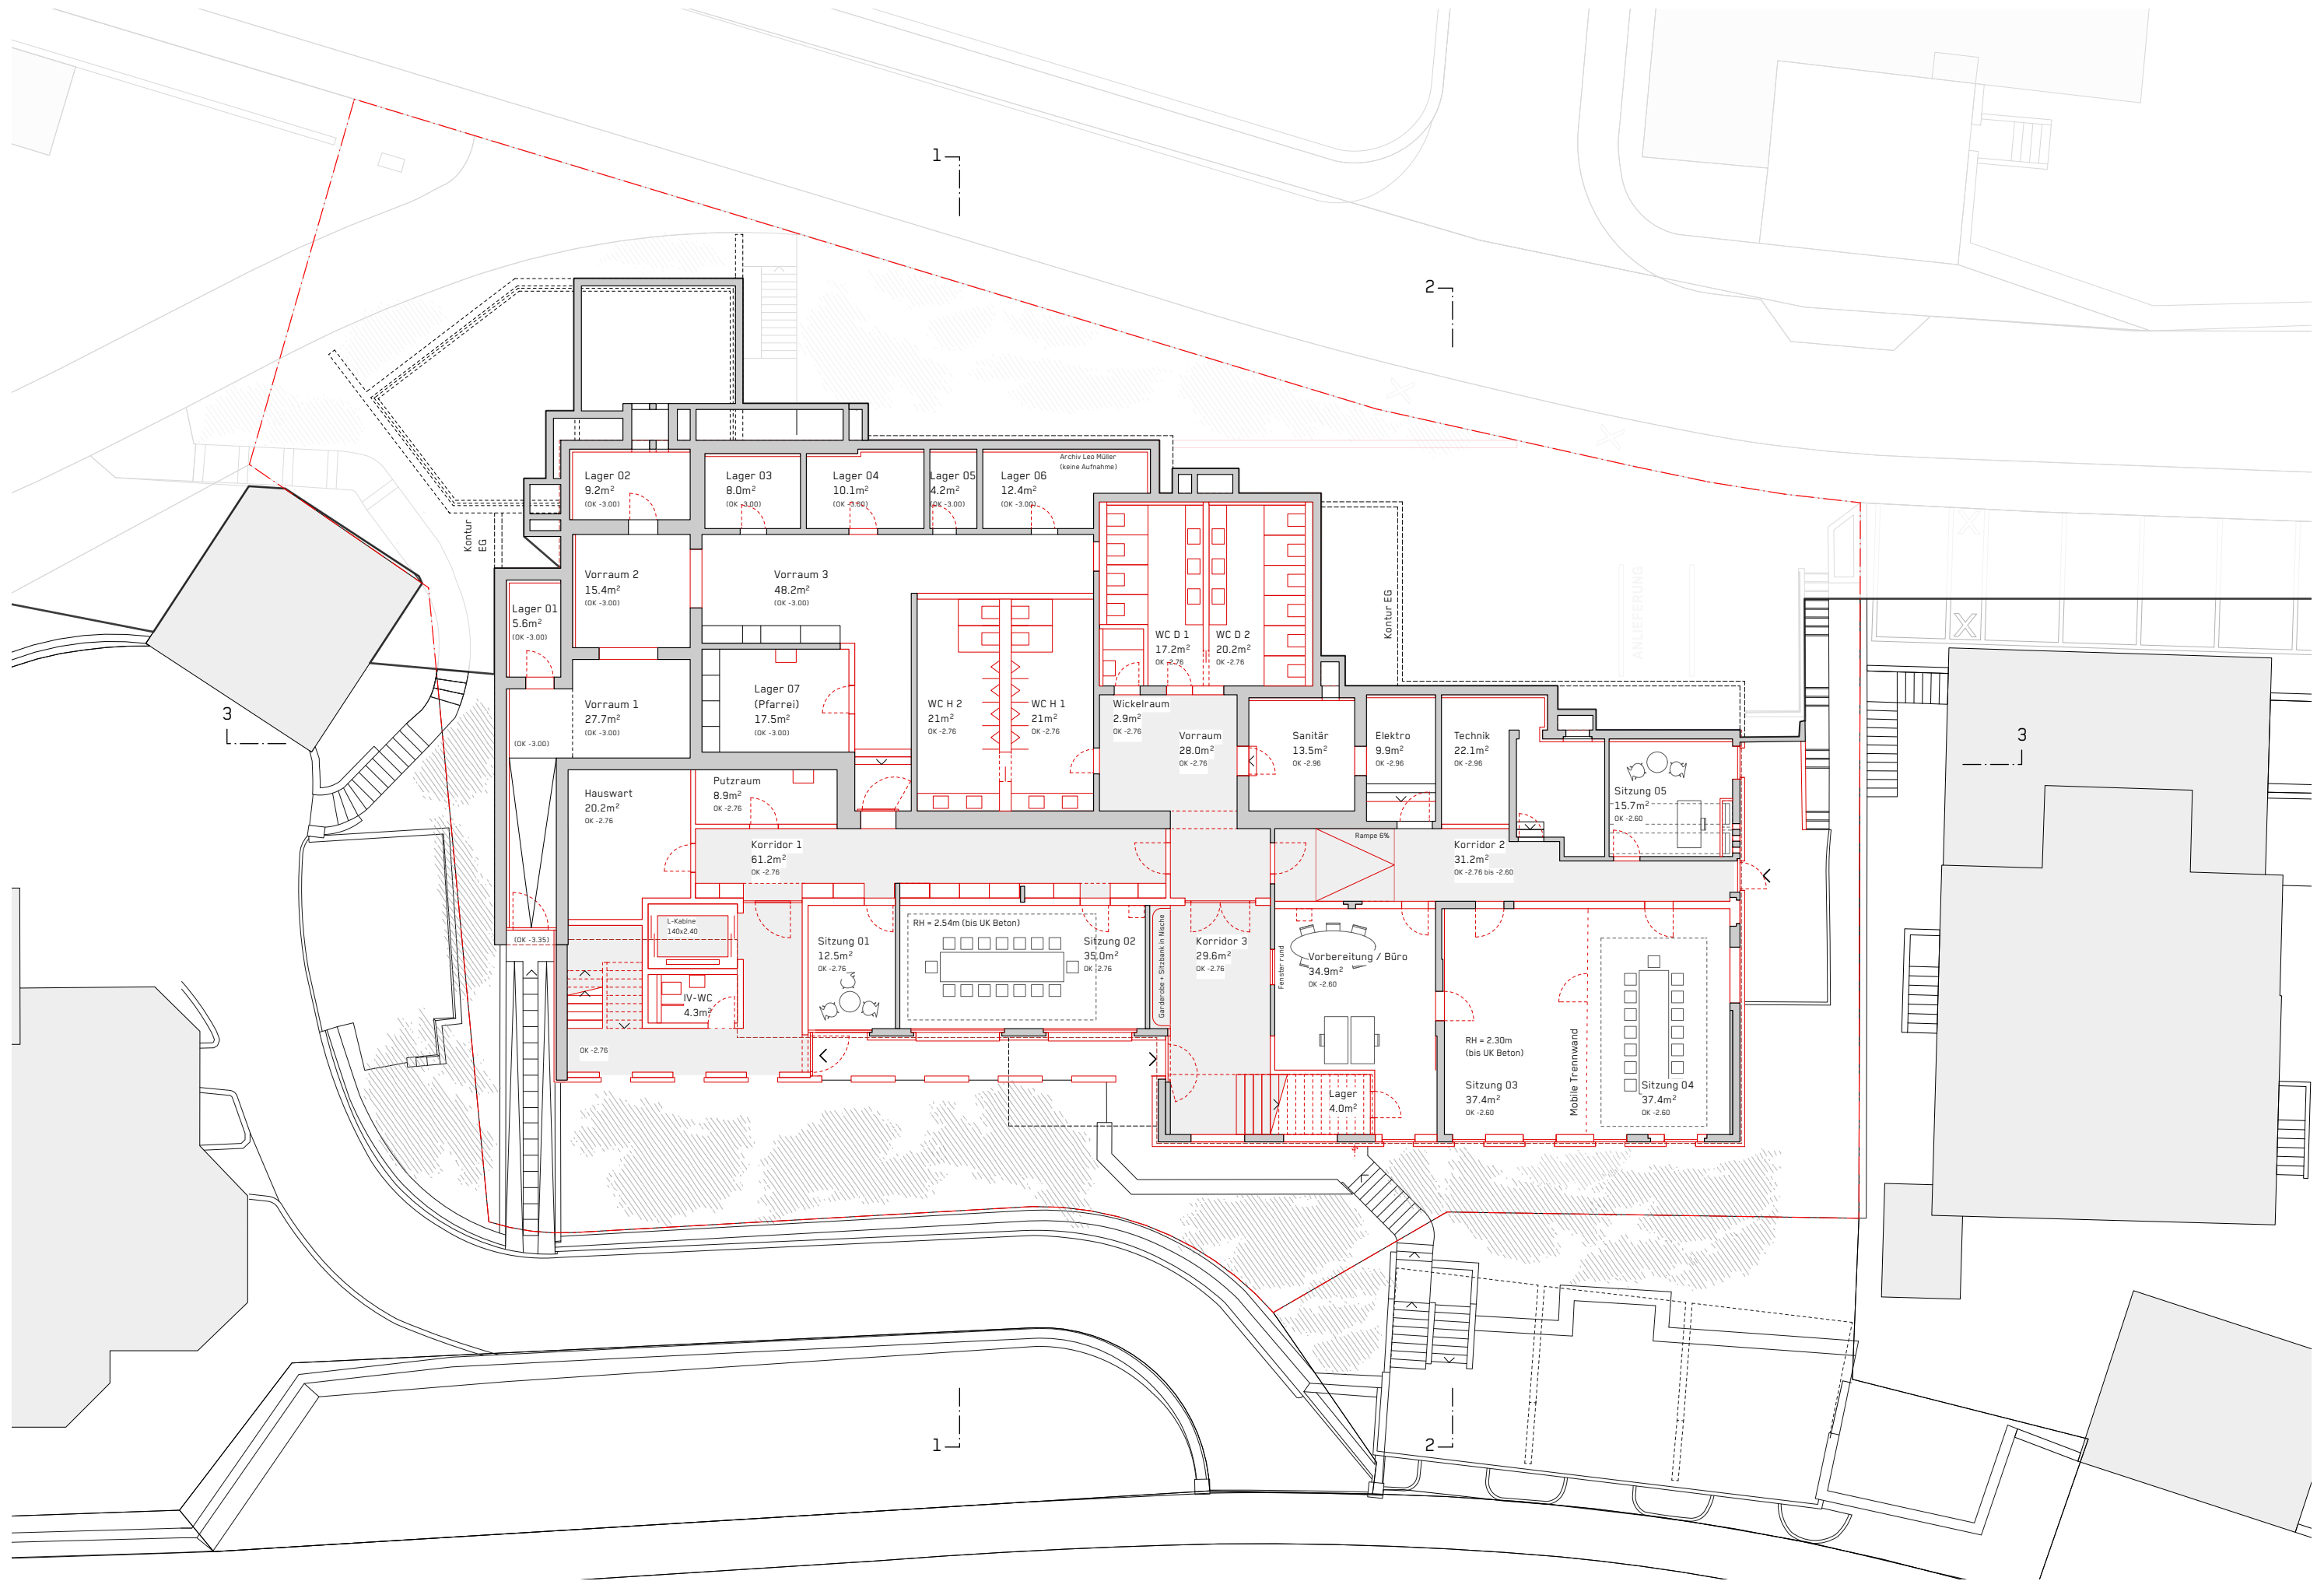 1
2
Lager 02
9.2m²
(OK -3.00)
Lager 03
8.0m²
(OK -3.00)
Lager 04
10.1m²
(OK -3.00)
Lager 05
4.2m²
(OK -3.00)
Lager 06
12.4m²
(OK -3.00)
Archiv Leo Müller
(keine Aufnahme)
Kontur
EG
Vorraum 2
15.4m²
(OK -3.00)
Vorraum 3
48.2m²
(OK -3.00)
Lager 01
5.6m²
(OK -3.00)
WC D 1
17.2m²
OK -2.76
WC D 2
20.2m²
OK -2.76
Kontur EG
ANLIEFERUNG
3
Vorraum 1
27.7m²
(OK -3.00)
(OK -3.00)
Lager 07
(Pfarrei)
17.5m²
(OK -3.00)
WC H 2
21m²
OK -2.76
WC H 1
21m²
OK -2.76
Wickelraum
2.9m²
OK -2.76
Vorraum
28.0m²
OK -2.76
Sanitär
13.5m²
OK -2.96
Elektro
9.9m²
OK -2.96
Technik
22.1m²
OK -2.96
Sitzung 05
15.7m²
OK -2.60
3
Hauswart
20.2m²
OK -2.76
Putzraum
8.9m²
OK -2.76
Korridor 1
61.2m²
OK -2.76
Rampe 6%
Korridor 2
31.2m²
OK -2.76 bis -2.60
L-Kabine
140x2.40
(OK -3.35)
Sitzung 01
12.5m²
OK -2.76
RH = 2.54m (bis UK Beton)
Sitzung 02
35.0m²
OK -2.76
Garderobe + Sitzbank in Nische
Korridor 3
29.6m²
OK -2.76
Fenster rund
Vorbereitung / Büro
34.9m²
OK -2.60
IV-WC
4.3m²
OK -2.76
RH = 2.30m
(bis UK Beton)
Sitzung 03
37.4m²
OK -2.60
Mobile Trennwand
Sitzung 04
37.4m²
OK -2.60
Lager
4.0m²
1
2